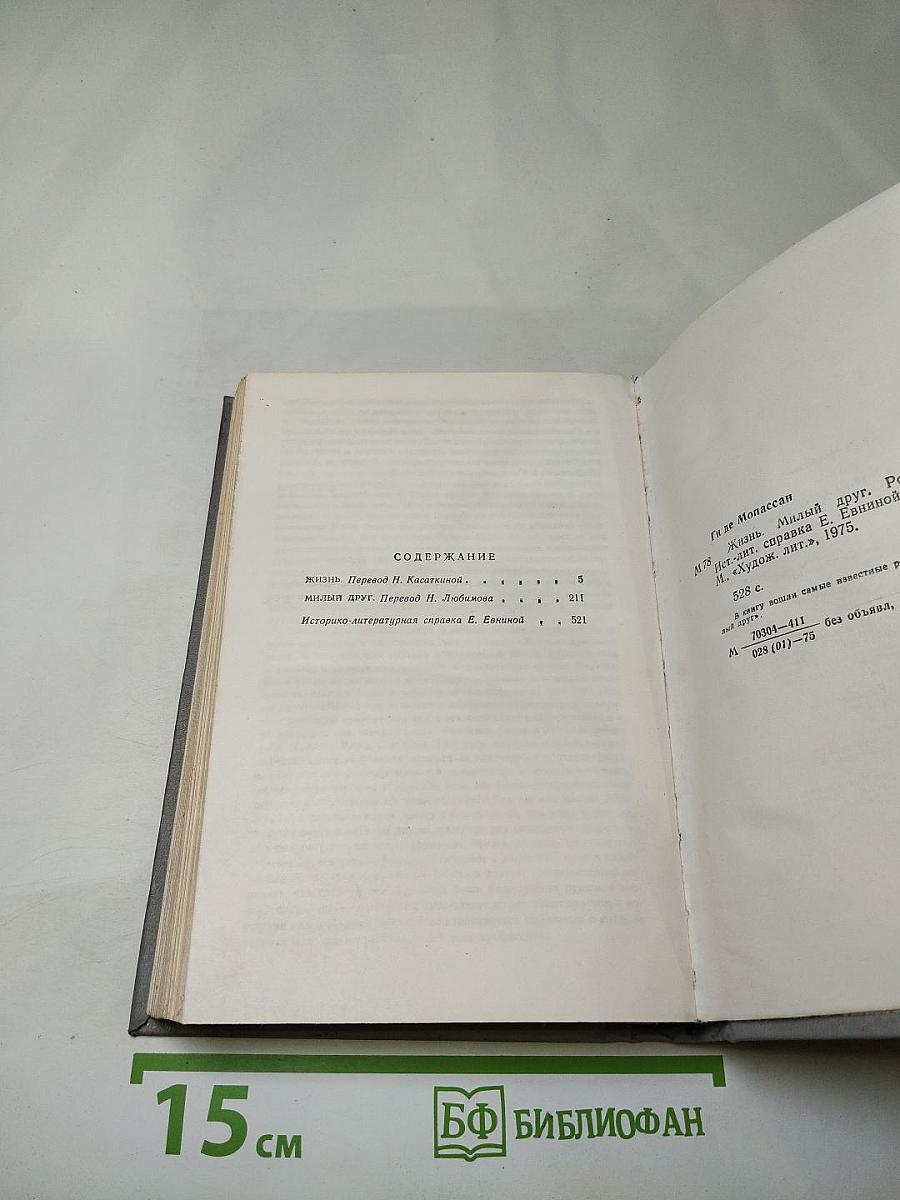 СОДЕРЖАНИЕ
ЖИЗНЬ. Перевод Н. Касаткиной . . . . . . 5
МИЛЫЙ ДРУГ. Перевод Н. Любимова . . . . 211
Историко-литературная справка Е. Евниной . . 521
Ги де Мопассан
М78 Жизнь. Милый друг. Ро
Ист.-лит. справка Е. Евниной
М., «Худож. лит.», 1975.
528 с.
В книгу вошли самые известные р
лый друг».
М 70304—411
028 (01)—75 без объявл,
15 см
БФ БИБЛИОФАН